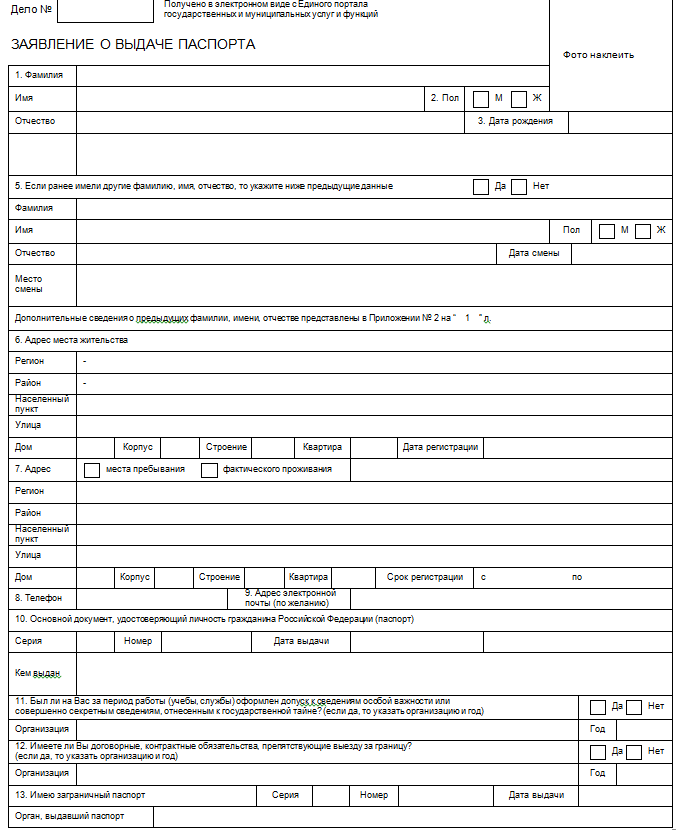 Дело №
Получено в электронном виде с Единого портала
государственных и муниципальных услуг и функций
ЗАЯВЛЕНИЕ О ВЫДАЧЕ ПАСПОРТА
Фото наклеить
1. Фамилия
Имя 2. Пол М Ж
Отчество 3. Дата рождения
5. Если ранее имели другие фамилию, имя, отчество, то укажите ниже предыдущие данные Да Нет
Фамилия
Имя Пол М Ж
Отчество Дата смены
Место
смены
Дополнительные сведения о предыдущих фамилии, имени, отчестве представлены в Приложении № 2 на " 1 " л.
6. Адрес места жительства
Регион -
Район -
Населенный
пункт
Улица
Дом Корпус Строение Квартира Дата регистрации
7. Адрес места пребывания фактического проживания
Регион
Район
Населенный
пункт
Улица
Дом Корпус Строение Квартира Срок регистрации с по
8. Телефон 9. Адрес электронной
почты (по желанию)
10. Основной документ, удостоверяющий личность гражданина Российской Федерации (паспорт)
Серия Номер Дата выдачи
Кем выдан
11. Был ли на Вас за период работы (учебы, службы) оформлен допуск к сведениям особой важности или
совершенно секретным сведениям, отнесенным к государственной тайне? (если да, то указать организацию и год) Да Нет
Организация Год
12. Имеете ли Вы договорные, контрактные обязательства, препятствующие выезду за границу?
(если да, то указать организацию и год) Да Нет
Организация Год
13. Имею заграничный паспорт Серия Номер Дата выдачи
Орган, выдавший паспорт